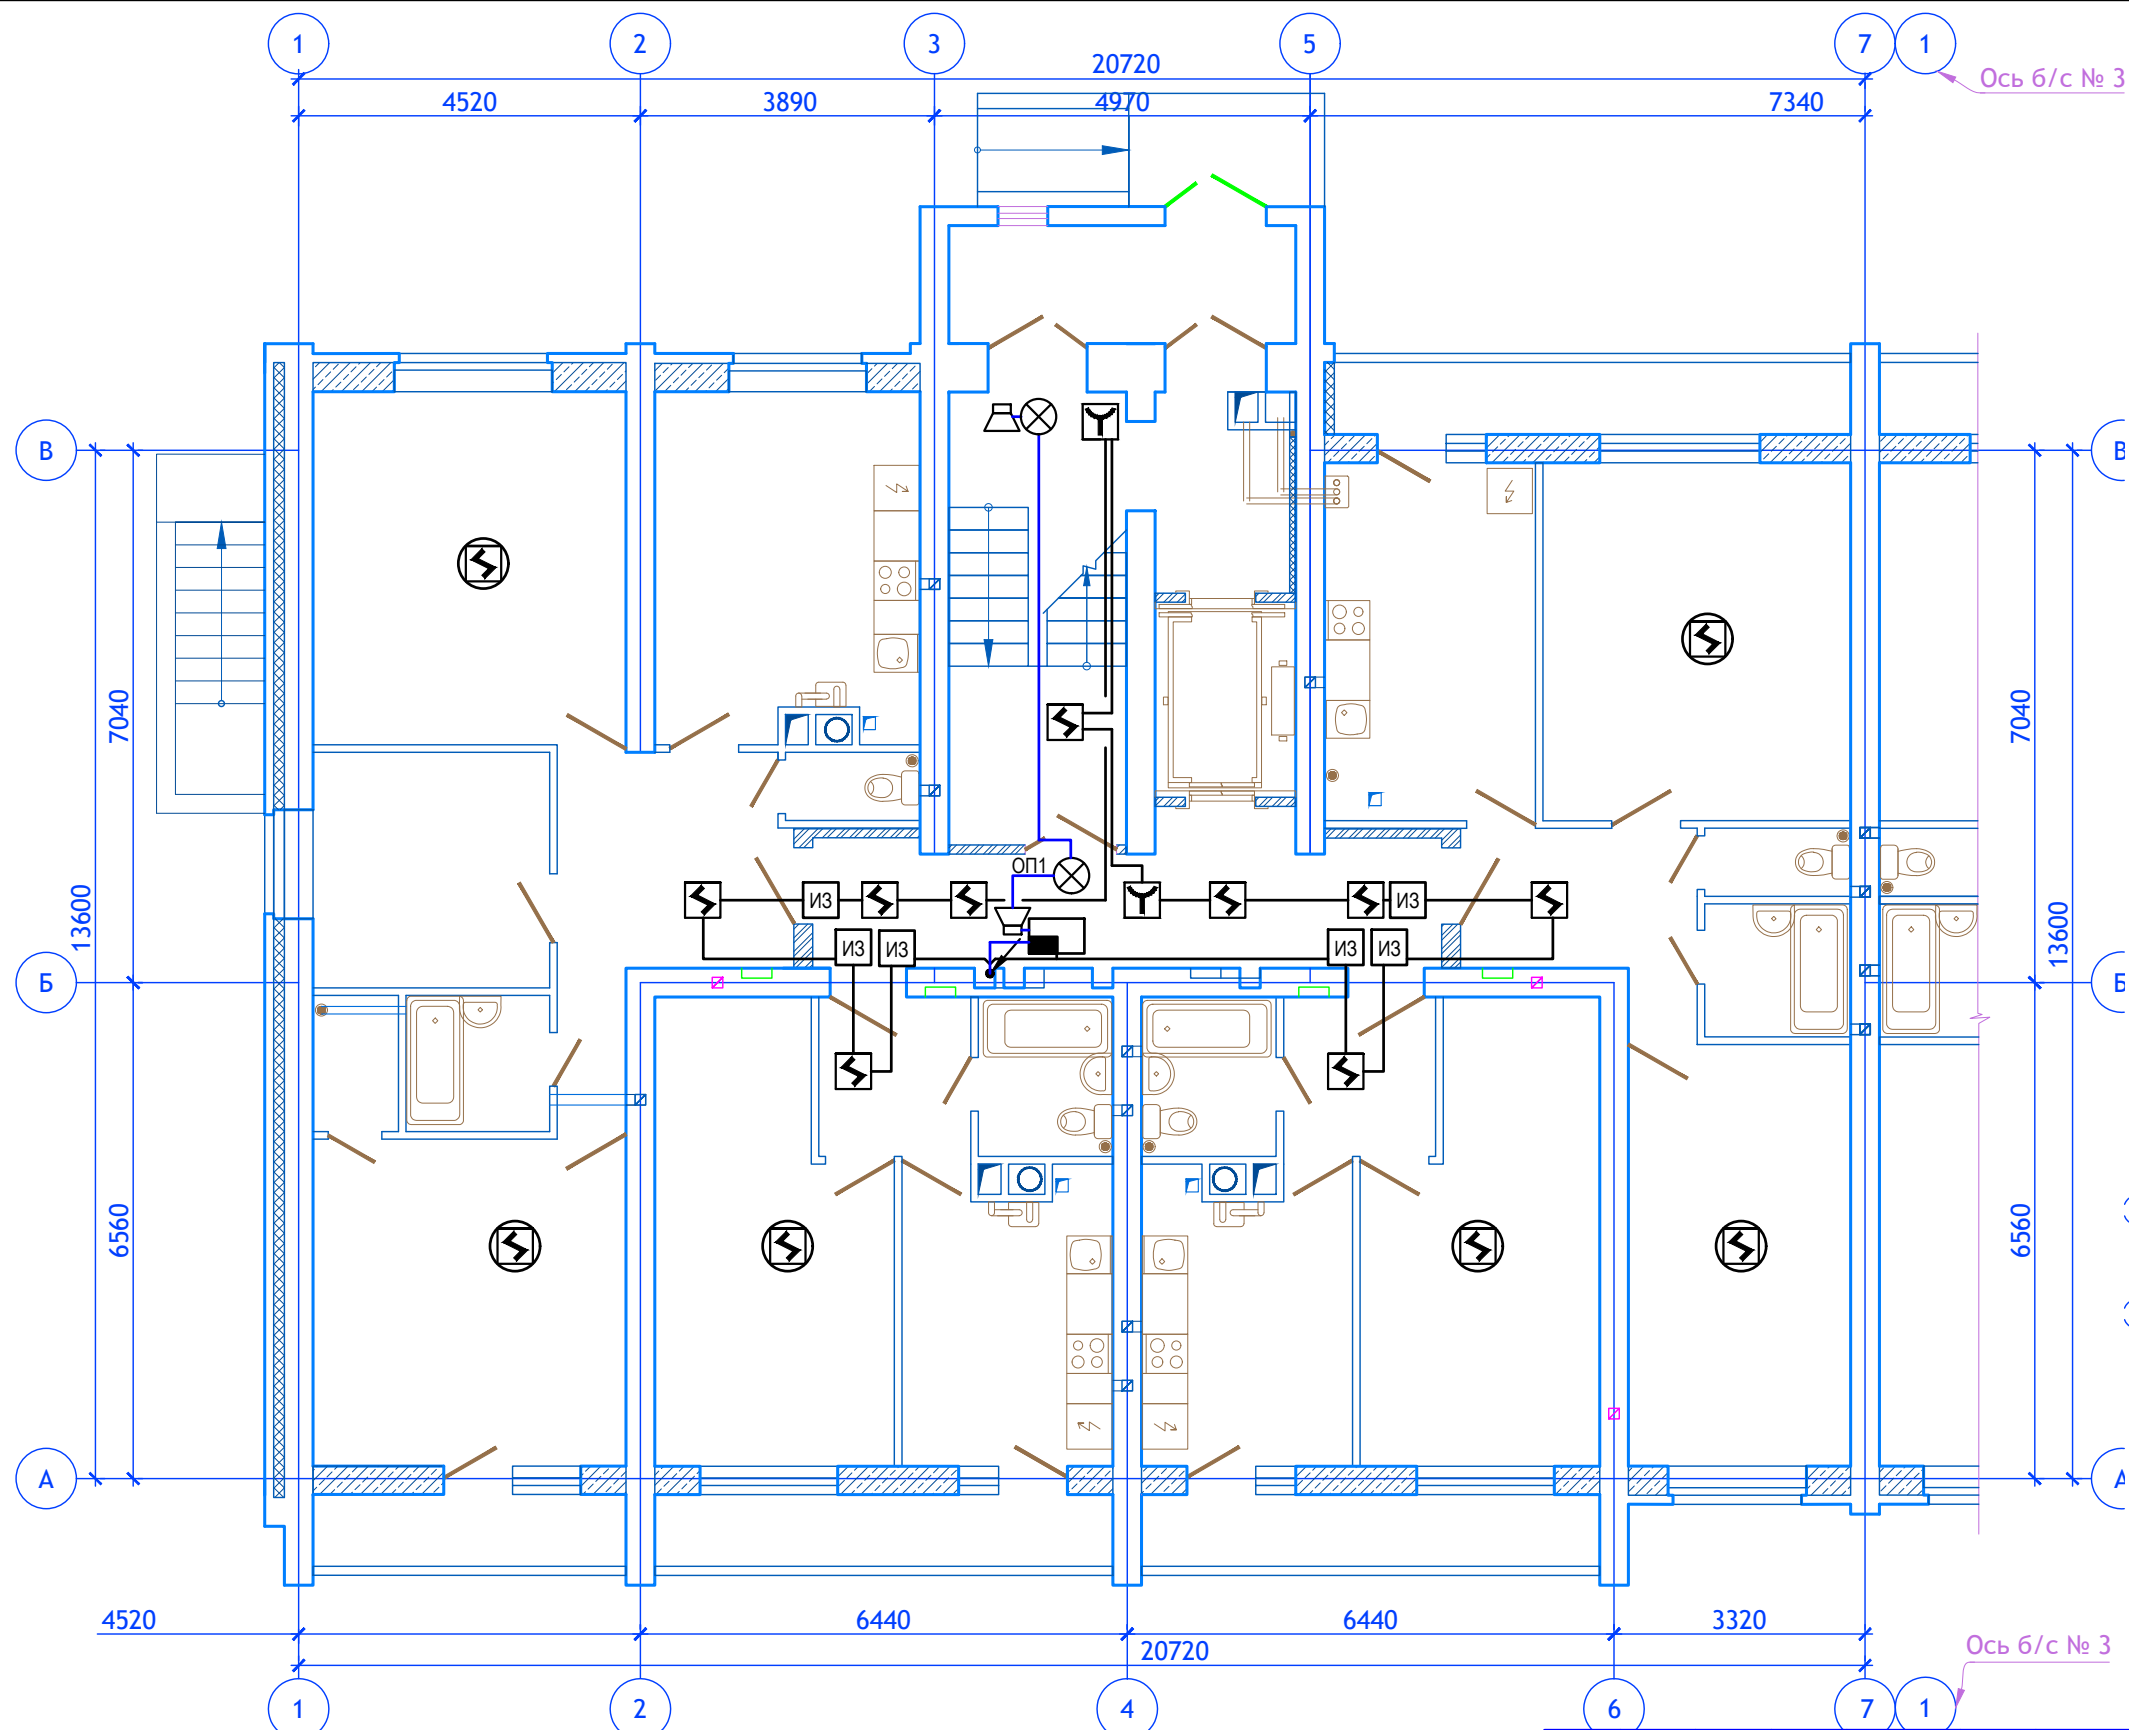 1 2 3 5 7 1
20720
Ось б/с № 3
4520 3890 4970 7340
В В
7040 7040
ОП1
13600 ИЗ ИЗ 13600
ИЗ ИЗ ИЗ ИЗ
Б Б
6560 6560
А А
4520 6440 6440 3320
20720
Ось б/с № 3
1 2 4 6 7 1